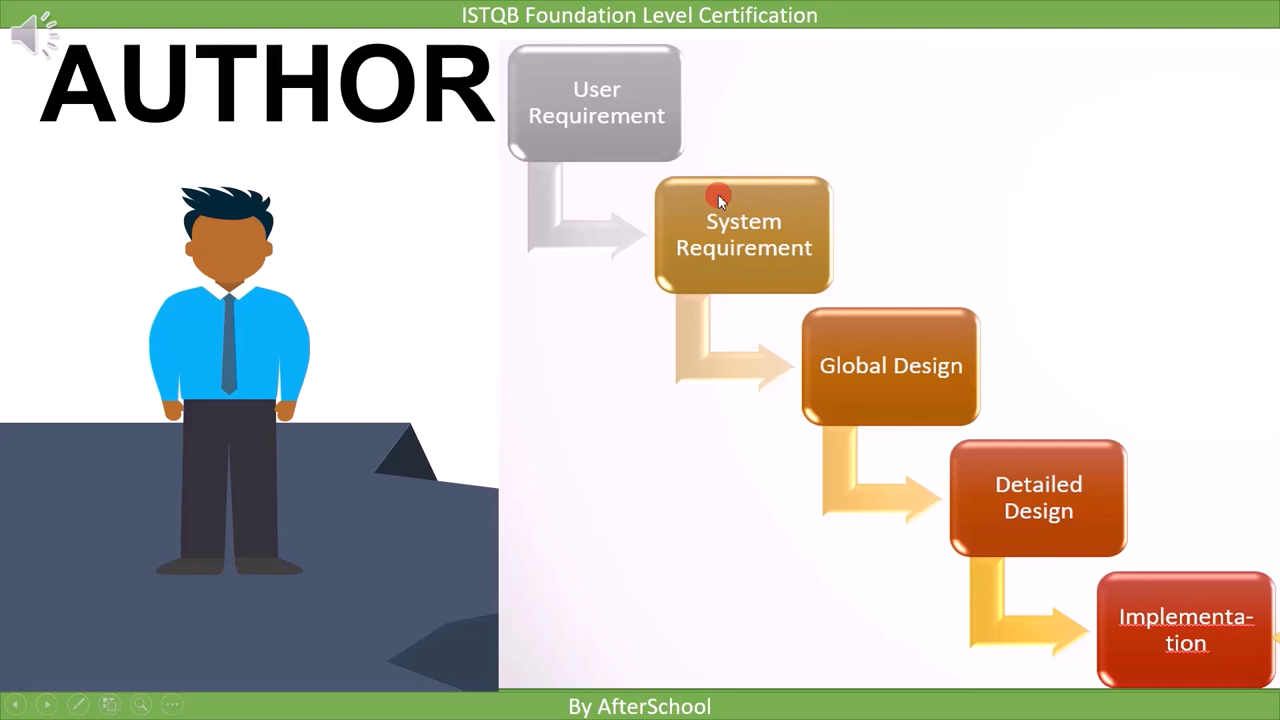 ISTQB Foundation Level Certification
AUTHOR
User
Requirement
System
Requirement
Global Design
Detailed
Design
Implementa-
tion
By AfterSchool